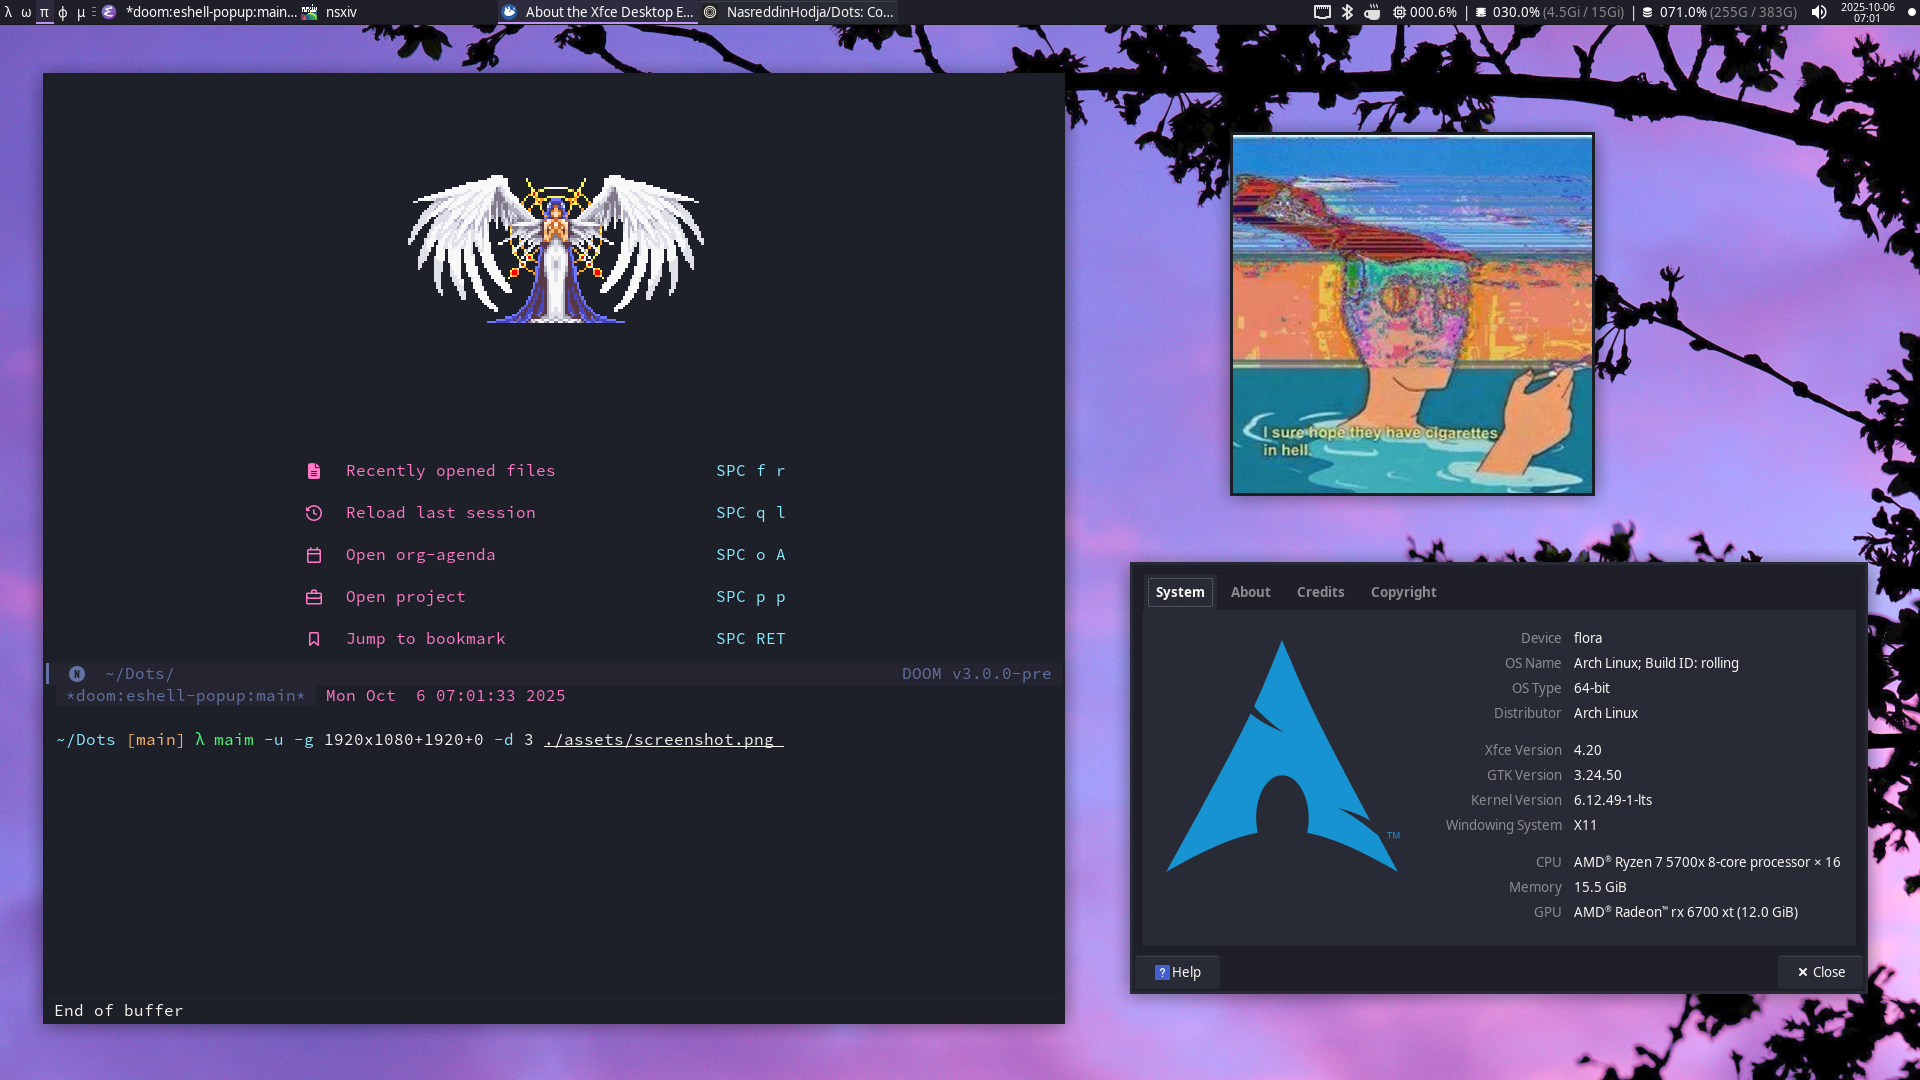 λ ω π ϕ μ *doom:eshell-popup:main... nsxiv About the Xfce Desktop E... NasreddinHodja/Dots: Co... 000.6% | 030.0% (4.5Gi / 15Gi) | 071.0% (255G / 383G) 2025-10-06
07:01
I sure hope they have cigarettes
in hell.
Recently opened files SPC f r
Reload last session SPC q l
Open org-agenda SPC o A
Open project SPC p p
Jump to bookmark SPC RET
N ~/Dots/ DOOM v3.0.0-pre
*doom:eshell-popup:main* Mon Oct  6 07:01:33 2025
~/Dots [main] λ maim -u -g 1920x1080+1920+0 -d 3 ./assets/screenshot.png
End of buffer
System About Credits Copyright
TM
Device flora
OS Name Arch Linux; Build ID: rolling
OS Type 64-bit
Distributor Arch Linux
Xfce Version 4.20
GTK Version 3.24.50
Kernel Version 6.12.49-1-lts
Windowing System X11
CPU AMD® Ryzen 7 5700x 8-core processor × 16
Memory 15.5 GiB
GPU AMD® Radeon™ rx 6700 xt (12.0 GiB)
? Help × Close